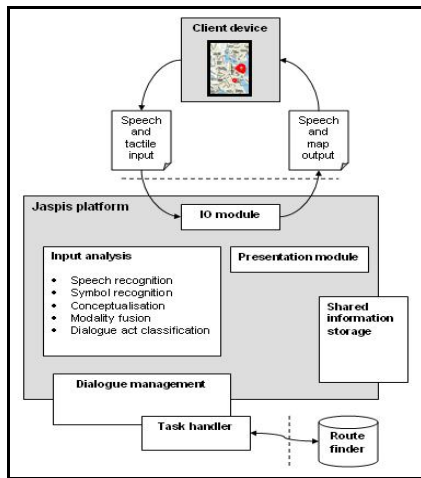 Client device
Speech
and
tactile
input
Speech
and
map
output
Jaspis platform
IO module
Input analysis
• Speech recognition
• Symbol recognition
• Conceptualisation
• Modality fusion
• Dialogue act classification
Presentation module
Shared
information
storage
Dialogue management
Task handler
Route
finder